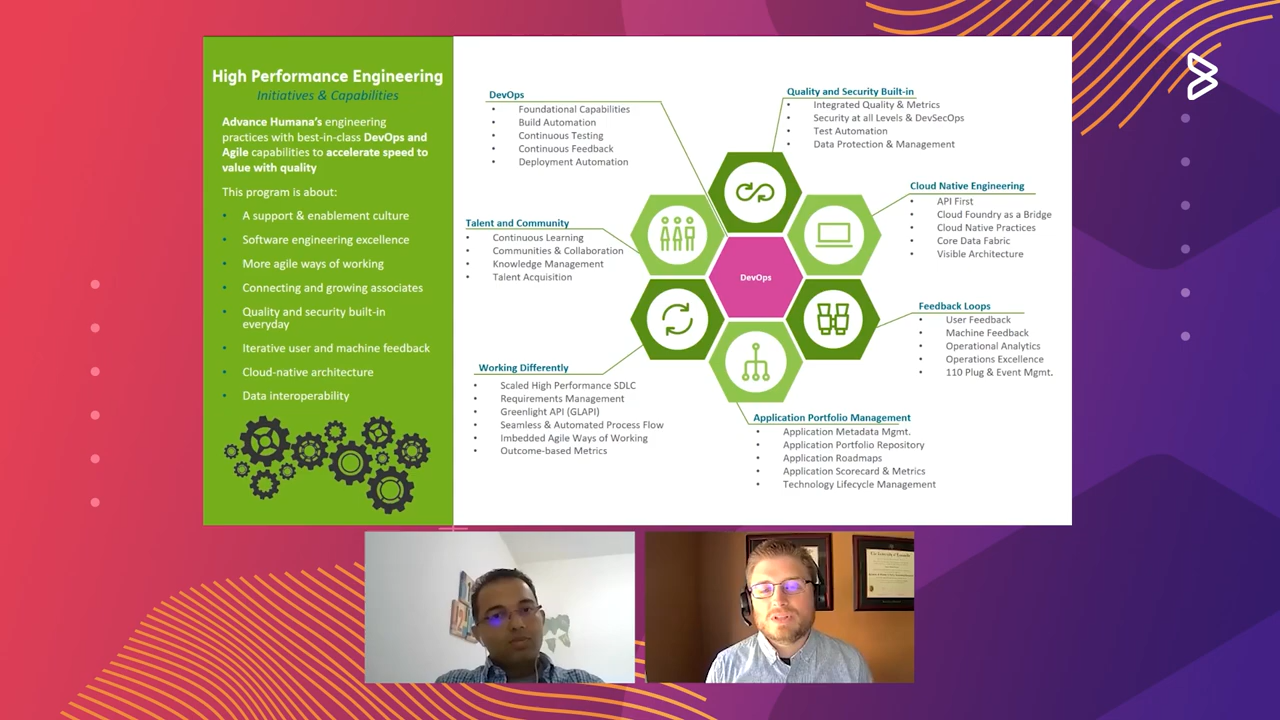 High Performance Engineering
Initiatives & Capabilities
Advance Humana's engineering
practices with best-in-class DevOps and
Agile capabilities to accelerate speed to
value with quality
This program is about:
• A support & enablement culture
• Software engineering excellence
• More agile ways of working
• Connecting and growing associates
• Quality and security built-in
everyday
• Iterative user and machine feedback
• Cloud-native architecture
• Data interoperability
DevOps
• Foundational Capabilities
• Build Automation
• Continuous Testing
• Continuous Feedback
• Deployment Automation
Quality and Security Built-in
• Integrated Quality & Metrics
• Security at all Levels & DevSecOps
• Test Automation
• Data Protection & Management
Talent and Community
• Continuous Learning
• Communities & Collaboration
• Knowledge Management
• Talent Acquisition
Cloud Native Engineering
• API First
• Cloud Foundry as a Bridge
• Cloud Native Practices
• Core Data Fabric
• Visible Architecture
DevOps
Feedback Loops
• User Feedback
• Machine Feedback
• Operational Analytics
• Operations Excellence
• 110 Plug & Event Mgmt.
Working Differently
• Scaled High Performance SDLC
• Requirements Management
• Greenlight API (GLAPI)
• Seamless & Automated Process Flow
• Imbedded Agile Ways of Working
• Outcome-based Metrics
Application Portfolio Management
• Application Metadata Mgmt.
• Application Portfolio Repository
• Application Roadmaps
• Application Scorecard & Metrics
• Technology Lifecycle Management